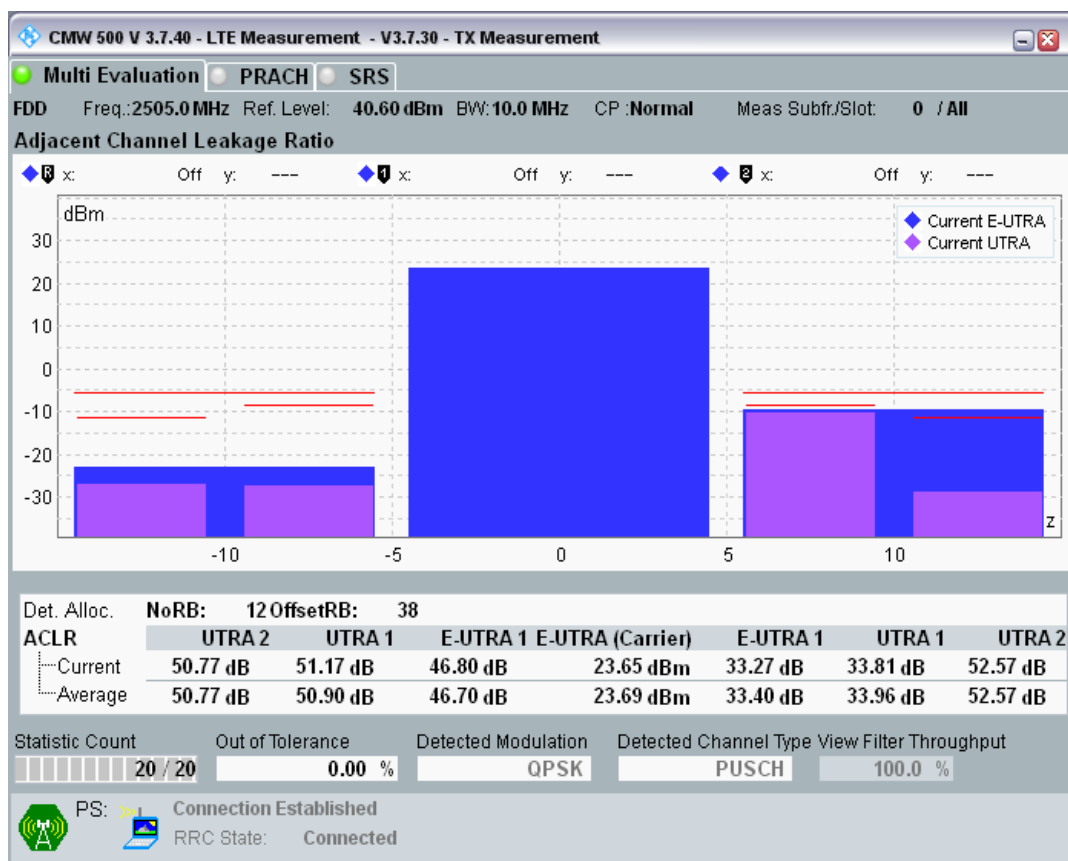 CMW 500 V 3.7.40 - LTE Measurement - V3.7.30 - TX Measurement
Multi Evaluation PRACH SRS
FDD Freq.:2505.0 MHz Ref. Level: 40.60 dBm BW:10.0 MHz CP :Normal Meas Subfr./Slot: 0 / All
Adjacent Channel Leakage Ratio
R x: Off y: --- 1 x: Off y: --- 2 x: Off y: ---
dBm
Current E-UTRA
Current UTRA
30
20
10
0
-10
-20
-30
z
-10 -5 0 5 10
Det. Alloc. NoRB: 12 OffsetRB: 38
ACLR UTRA 2 UTRA 1 E-UTRA 1 E-UTRA (Carrier) E-UTRA 1 UTRA 1 UTRA 2
Current 50.77 dB 51.17 dB 46.80 dB 23.65 dBm 33.27 dB 33.81 dB 52.57 dB
Average 50.77 dB 50.90 dB 46.70 dB 23.69 dBm 33.40 dB 33.96 dB 52.57 dB
Statistic Count Out of Tolerance Detected Modulation Detected Channel Type View Filter Throughput
20 / 20 0.00 % QPSK PUSCH 100.0 %
PS: Connection Established
RRC State: Connected